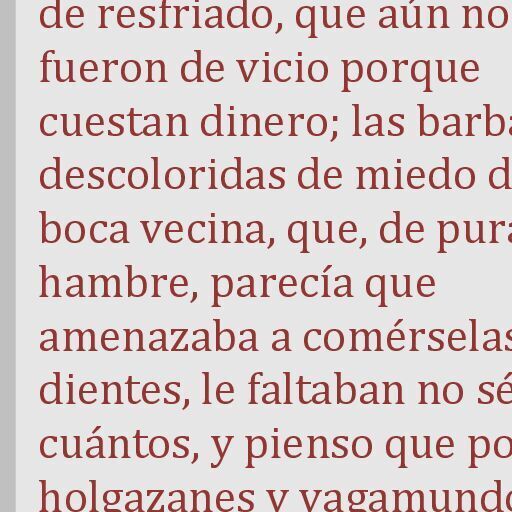 de resfriado, que aún no
fueron de vicio porque
cuestan dinero; las barba
descoloridas de miedo d
boca vecina, que, de pura
hambre, parecía que
amenazaba a comérselas
dientes, le faltaban no sé
cuántos, y pienso que po
holgazanes y vagamundo